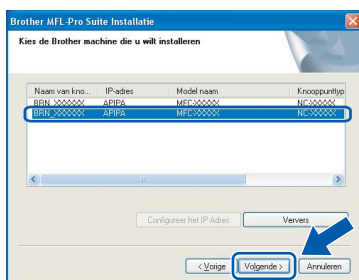 Brother MFL-Pro Suite Installatie
Kies de Brother machine die u wilt installeren
Naam van kno... IP-adres Model naam Knooppunttyp
BRN_XXXXXX APIPA MFC-XXXXX NC-XXXXX
BRN_XXXXXX APIPA MFC-XXXXX NC-XXXXX
Configureer het IP Adres Ververs
< Vorige Volgende > Annuleren